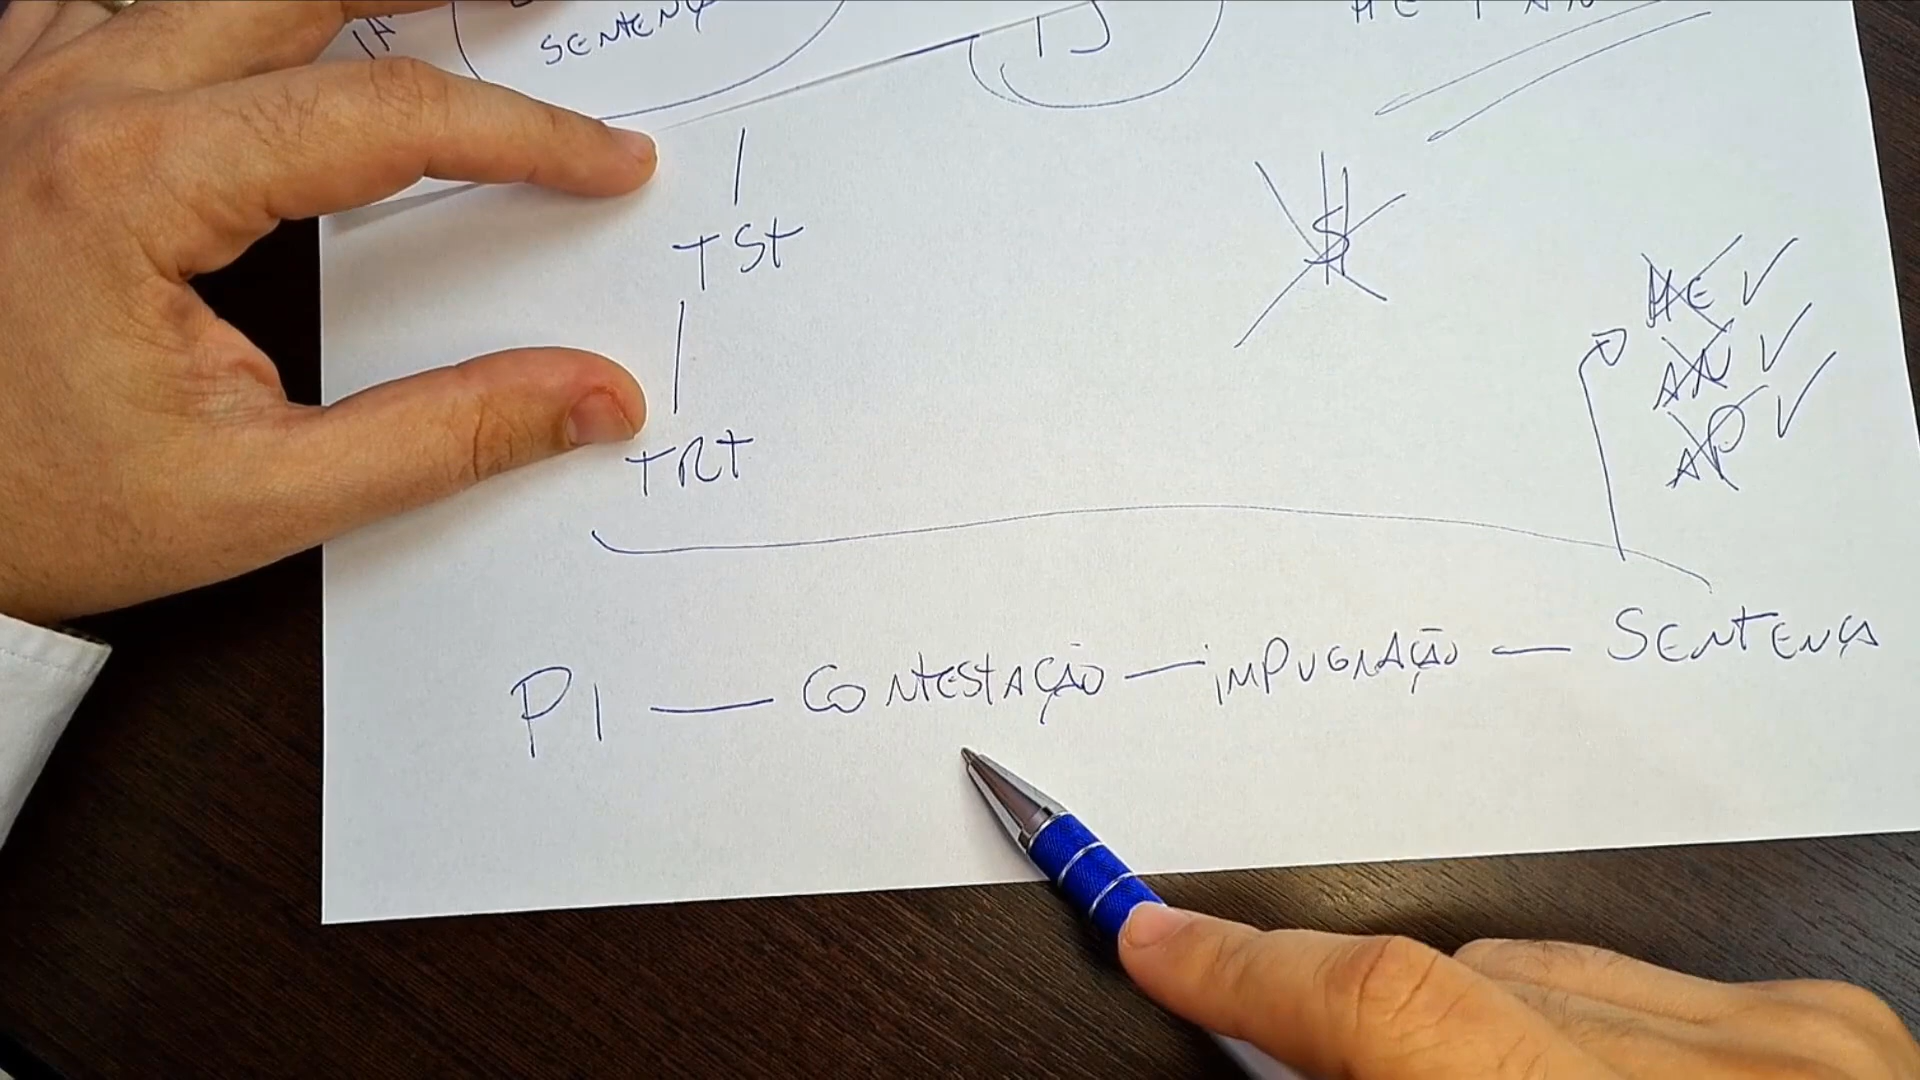 SENTENÇ
TJ
TST
$
HE
AN
TRT
AP
PI — CONTESTAÇÃO — IMPUGNAÇÃO — SENTENÇA